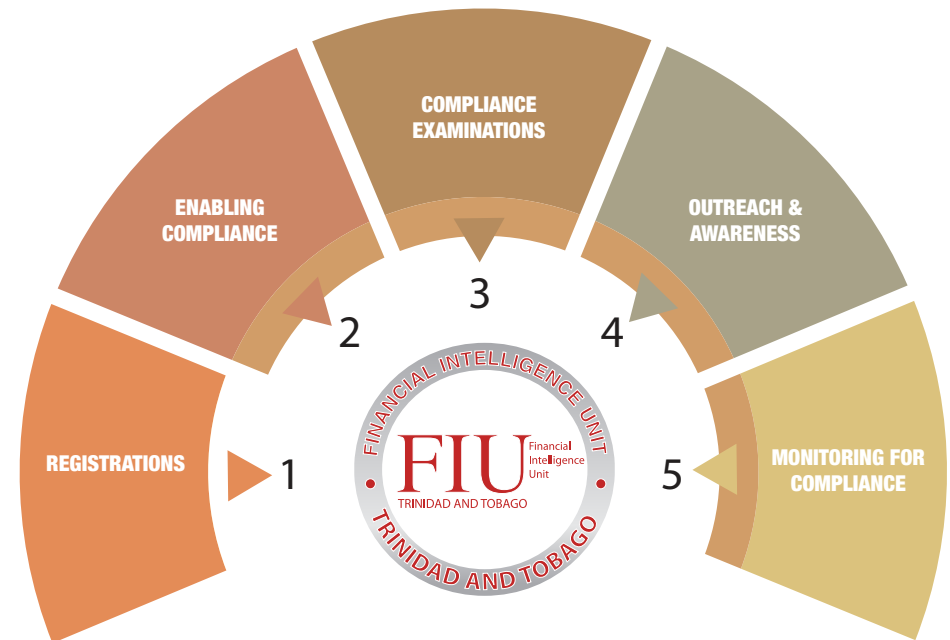 COMPLIANCE
EXAMINATIONS
ENABLING
COMPLIANCE
OUTREACH &
AWARENESS
REGISTRATIONS
MONITORING FOR
COMPLIANCE
1
2
3
4
5
FINANCIAL INTELLIGENCE UNIT
FIU
Financial
Intelligence
Unit
TRINIDAD AND TOBAGO
• TRINIDAD AND TOBAGO •